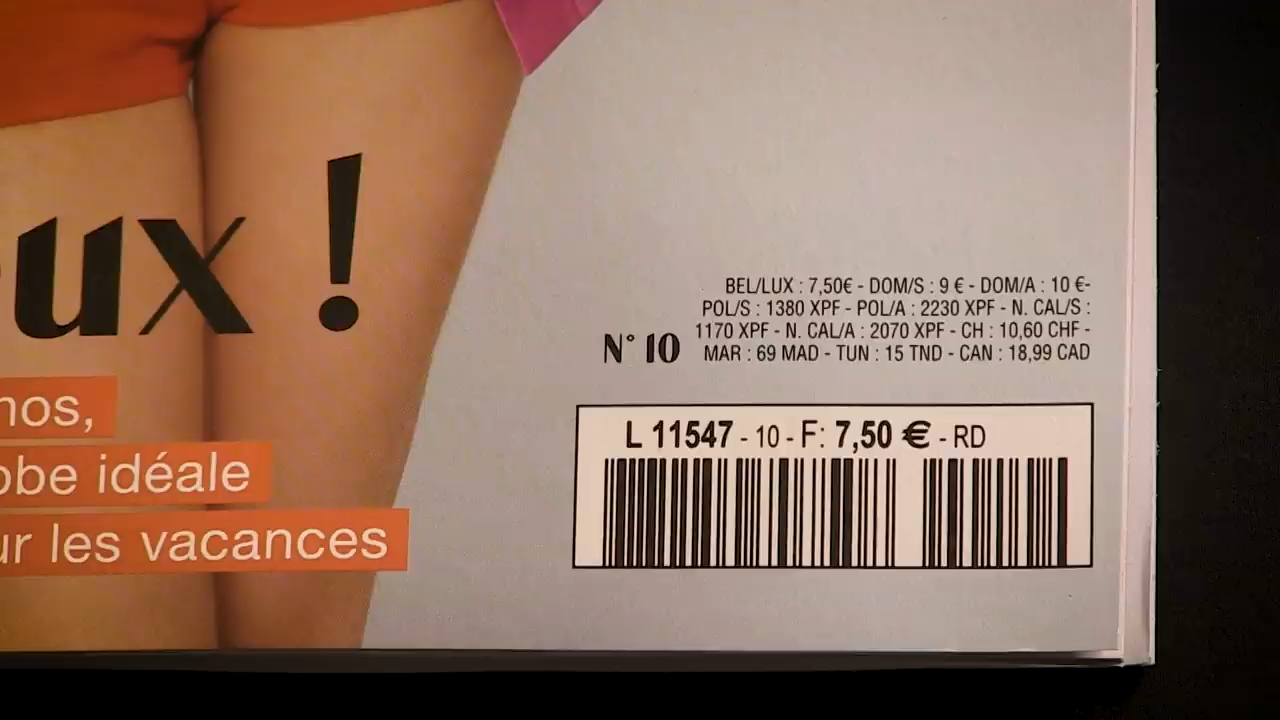 ux !
nos,
obe idéale
ur les vacances
BEL/LUX : 7,50€ - DOM/S : 9 € - DOM/A : 10 €-
POL/S : 1380 XPF - POL/A : 2230 XPF - N. CAL/S :
1170 XPF - N. CAL/A : 2070 XPF - CH : 10,60 CHF -
N° 10 MAR : 69 MAD - TUN : 15 TND - CAN : 18,99 CAD
L 11547 - 10 - F: 7,50 € - RD